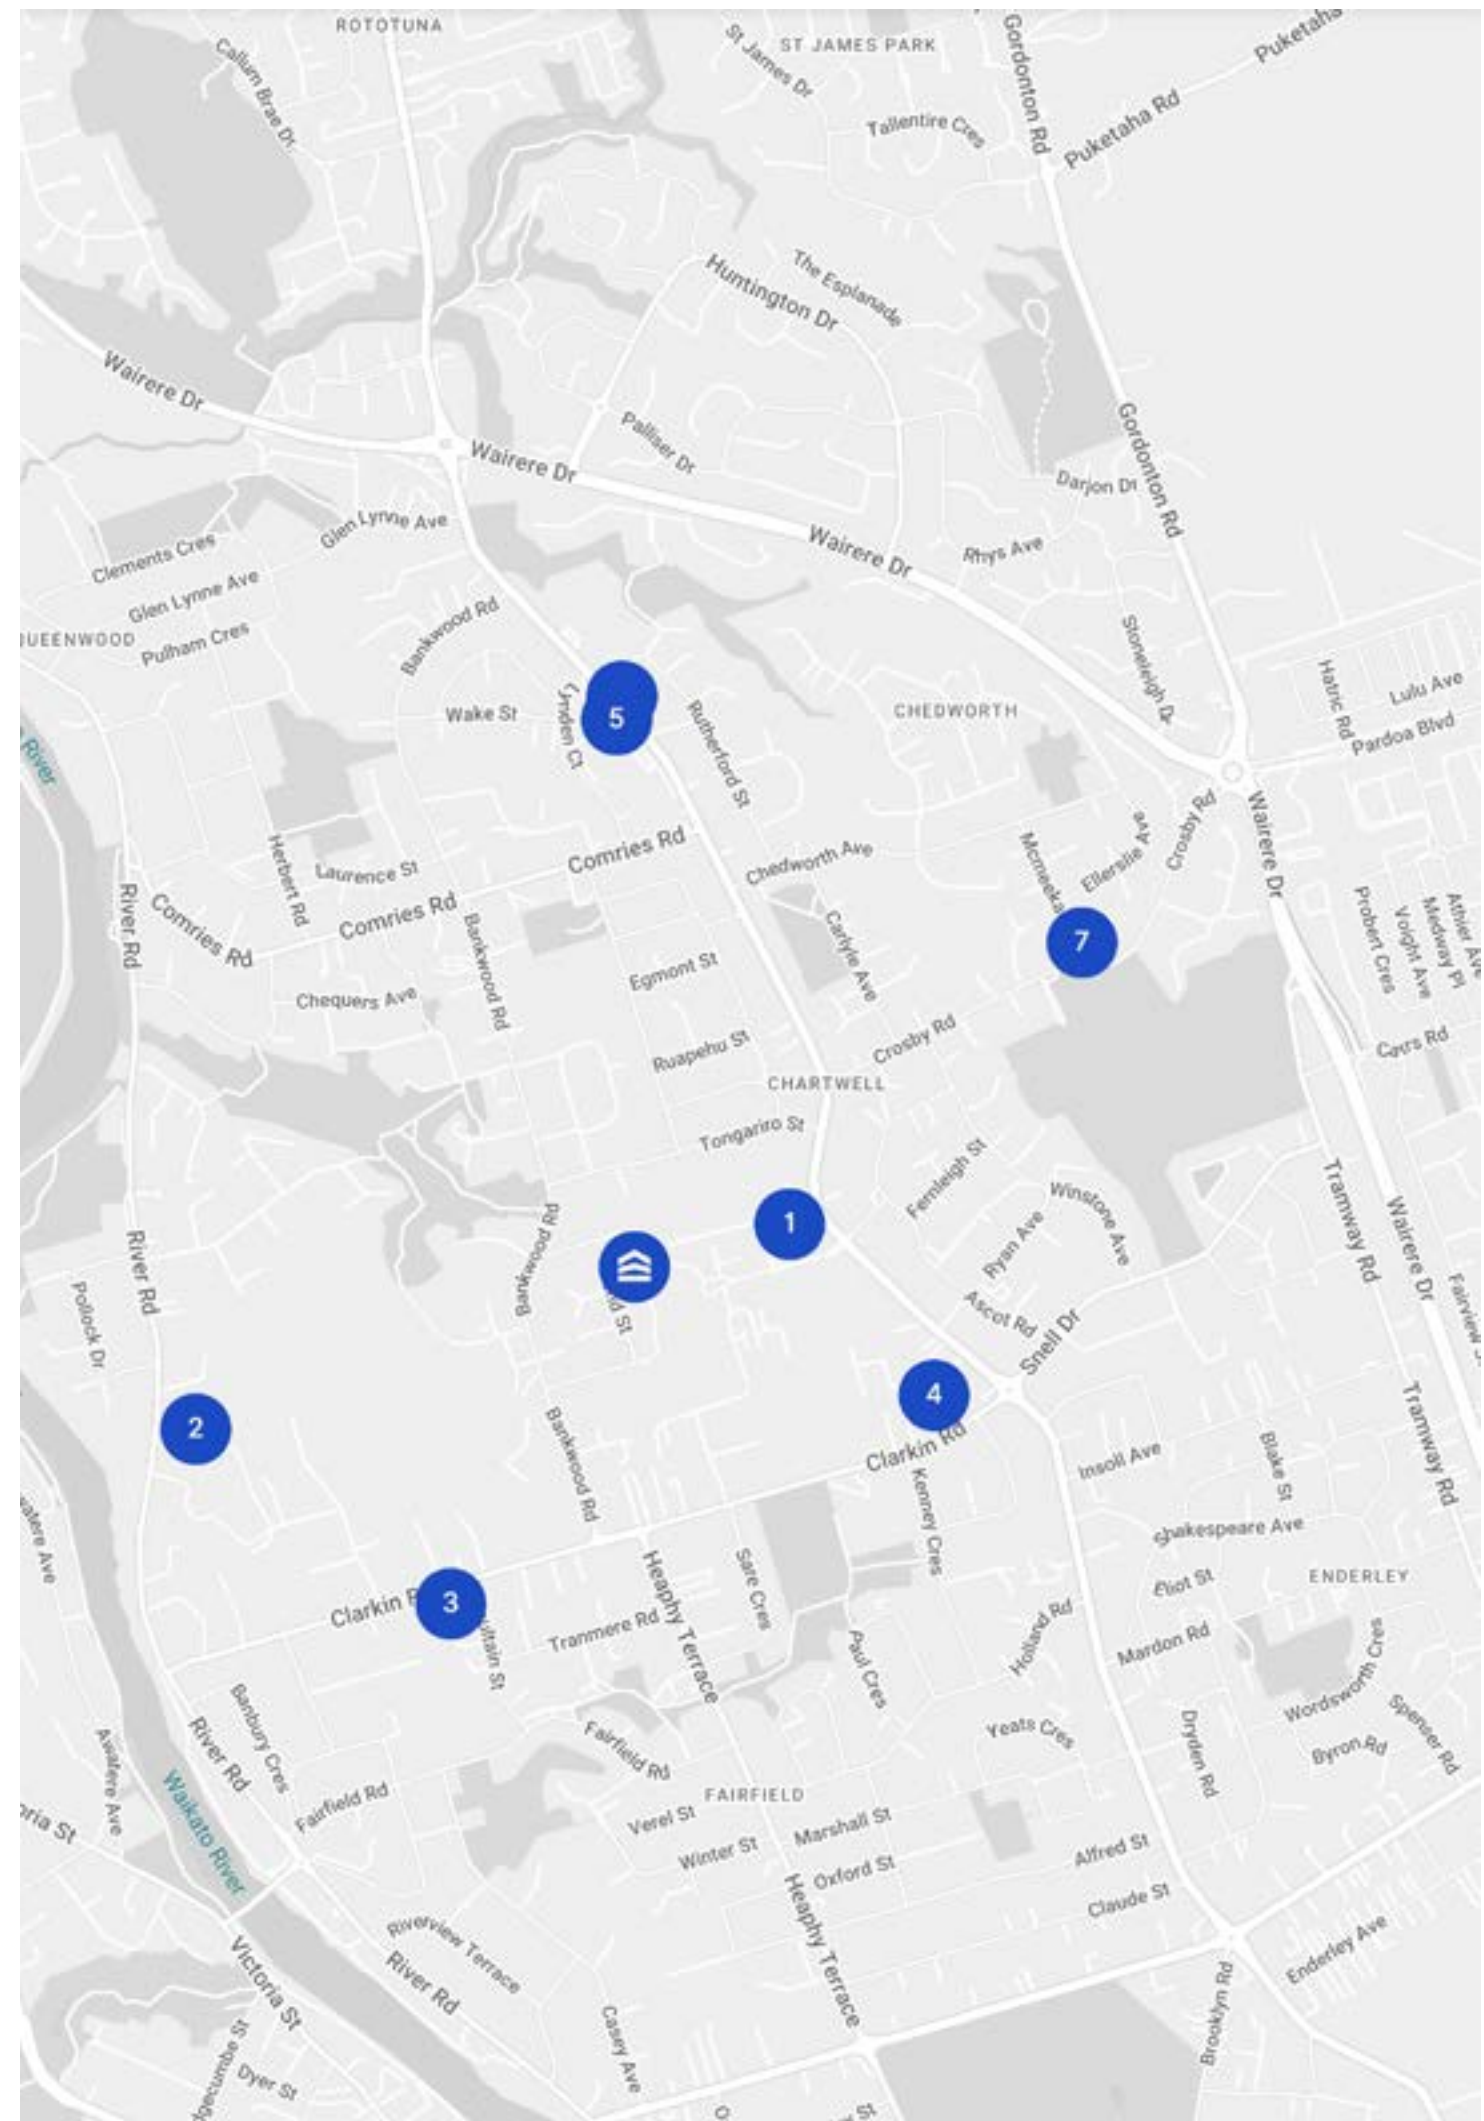 ROTOTUNA
ST JAMES PARK
St James Dr
Gordonton Rd
Callum Brae Dr
Tallentire Cres
Puketaha Rd
Huntington Dr
The Esplanade
Wairere Dr
Wairere Dr
Palliser Dr
Gordonton Rd
Darjon Dr
Glen Lynne Ave
Clements Cres
Wairere Dr
Rhys Ave
Glen Lynne Ave
Bankwood Rd
Pulham Cres
Stoneleigh Dr
Hatric Rd
Lulu Ave
Wake St
Lynden Ct
5
Rutherford St
CHEDWORTH
Pardoa Blvd
River
Herbert Rd
Laurence St
Comries Rd
Chedworth Ave
Ellerslie Ave
Crosby Rd
Wairere Dr
River Rd
Comries Rd
Comries Rd
Bankwood Rd
Carlyle Ave
7
Probert Cres
Voight Ave
Medway Pl
Egmont St
Chequers Ave
Ruapehu St
Crosby Rd
CHARTWELL
Tongariro St
Fernleigh St
Winstone Ave
Tramway Rd
Wairere Dr
River Rd
Bankwood Rd
1
Ryan Ave
Pollock Dr
Ascot Rd
Snell Dr
2
4
Bankwood Rd
Clarkin Rd
Kenney Cres
Insoll Ave
Blake St
Tramway Rd
Shakespeare Ave
Clarkin
3
Heaphy Terrace
Sare Cres
Eliot St
ENDERLEY
Tranmere Rd
Paul Cres
Holland Rd
Mardon Rd
Wordsworth Cres
Spenser Rd
Banbury Cres
River Rd
Awatere Ave
Fairfield Rd
Yeats Cres
Dryden Rd
Byron Rd
Waikato River
Fairfield Rd
FAIRFIELD
Verel St
Marshall St
Winter St
Oxford St
Alfred St
Claude St
Heaphy Terrace
Riverview Terrace
River Rd
Victoria St
Enderley Ave
Brooklyn Rd
Casey Ave
Dyer St